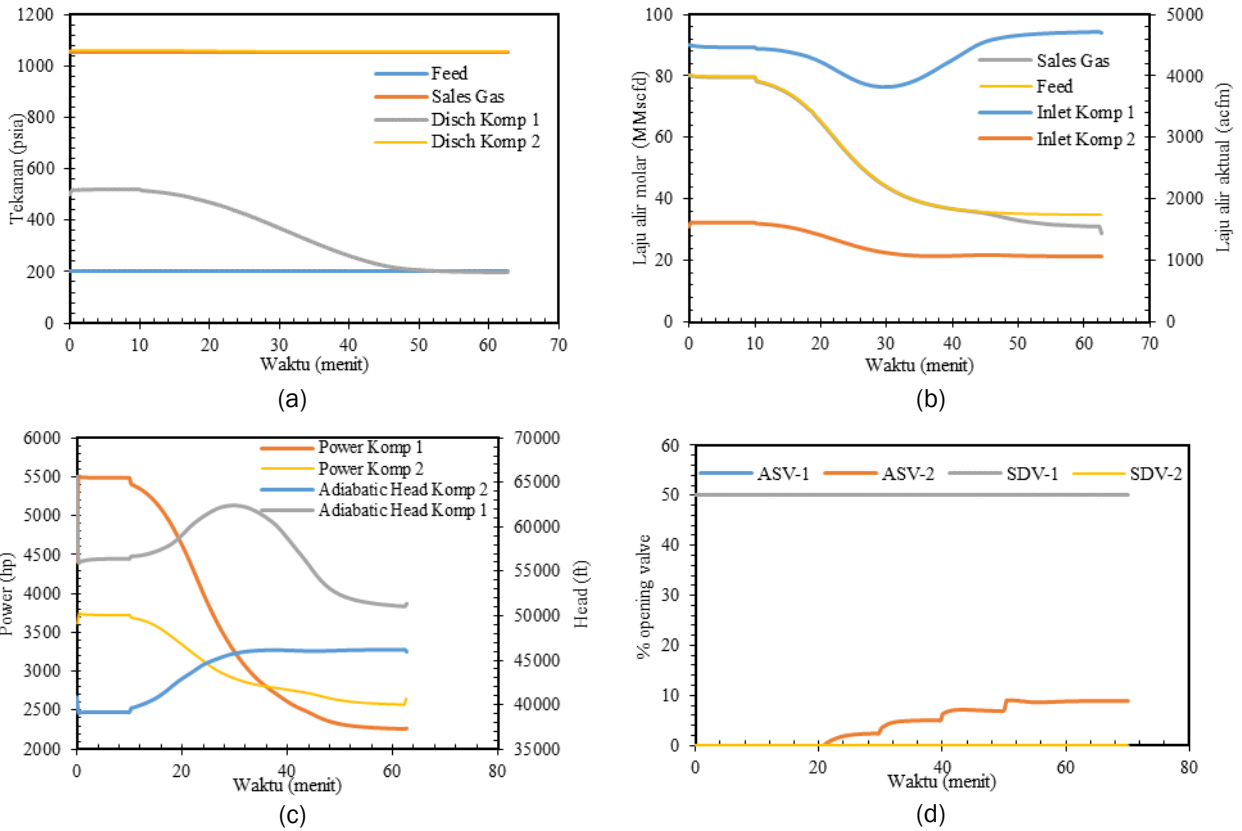 1200
1000
800
600
400
200
0
Tekanan (psia)
Feed
Sales Gas
Disch Komp 1
Disch Komp 2
0 10 20 30 40 50 60 70
Waktu (menit)
(a)
100
80
60
40
20
0
Laju alir molar (MMscfd)
Sales Gas
Feed
Inlet Komp 1
Inlet Komp 2
5000
4000
3000
2000
1000
0
Laju alir aktual (acfm)
0 10 20 30 40 50 60 70
Waktu (menit)
(b)
6000
5500
5000
4500
4000
3500
3000
2500
2000
Power (hp)
Power Komp 1
Power Komp 2
Adiabatic Head Komp 2
Adiabatic Head Komp 1
70000
65000
60000
55000
50000
45000
40000
35000
Head (ft)
0 20 40 60 80
Waktu (menit)
(c)
60
50
40
30
20
10
0
% opening valve
ASV-1 ASV-2 SDV-1 SDV-2
0 20 40 60 80
Waktu (menit)
(d)